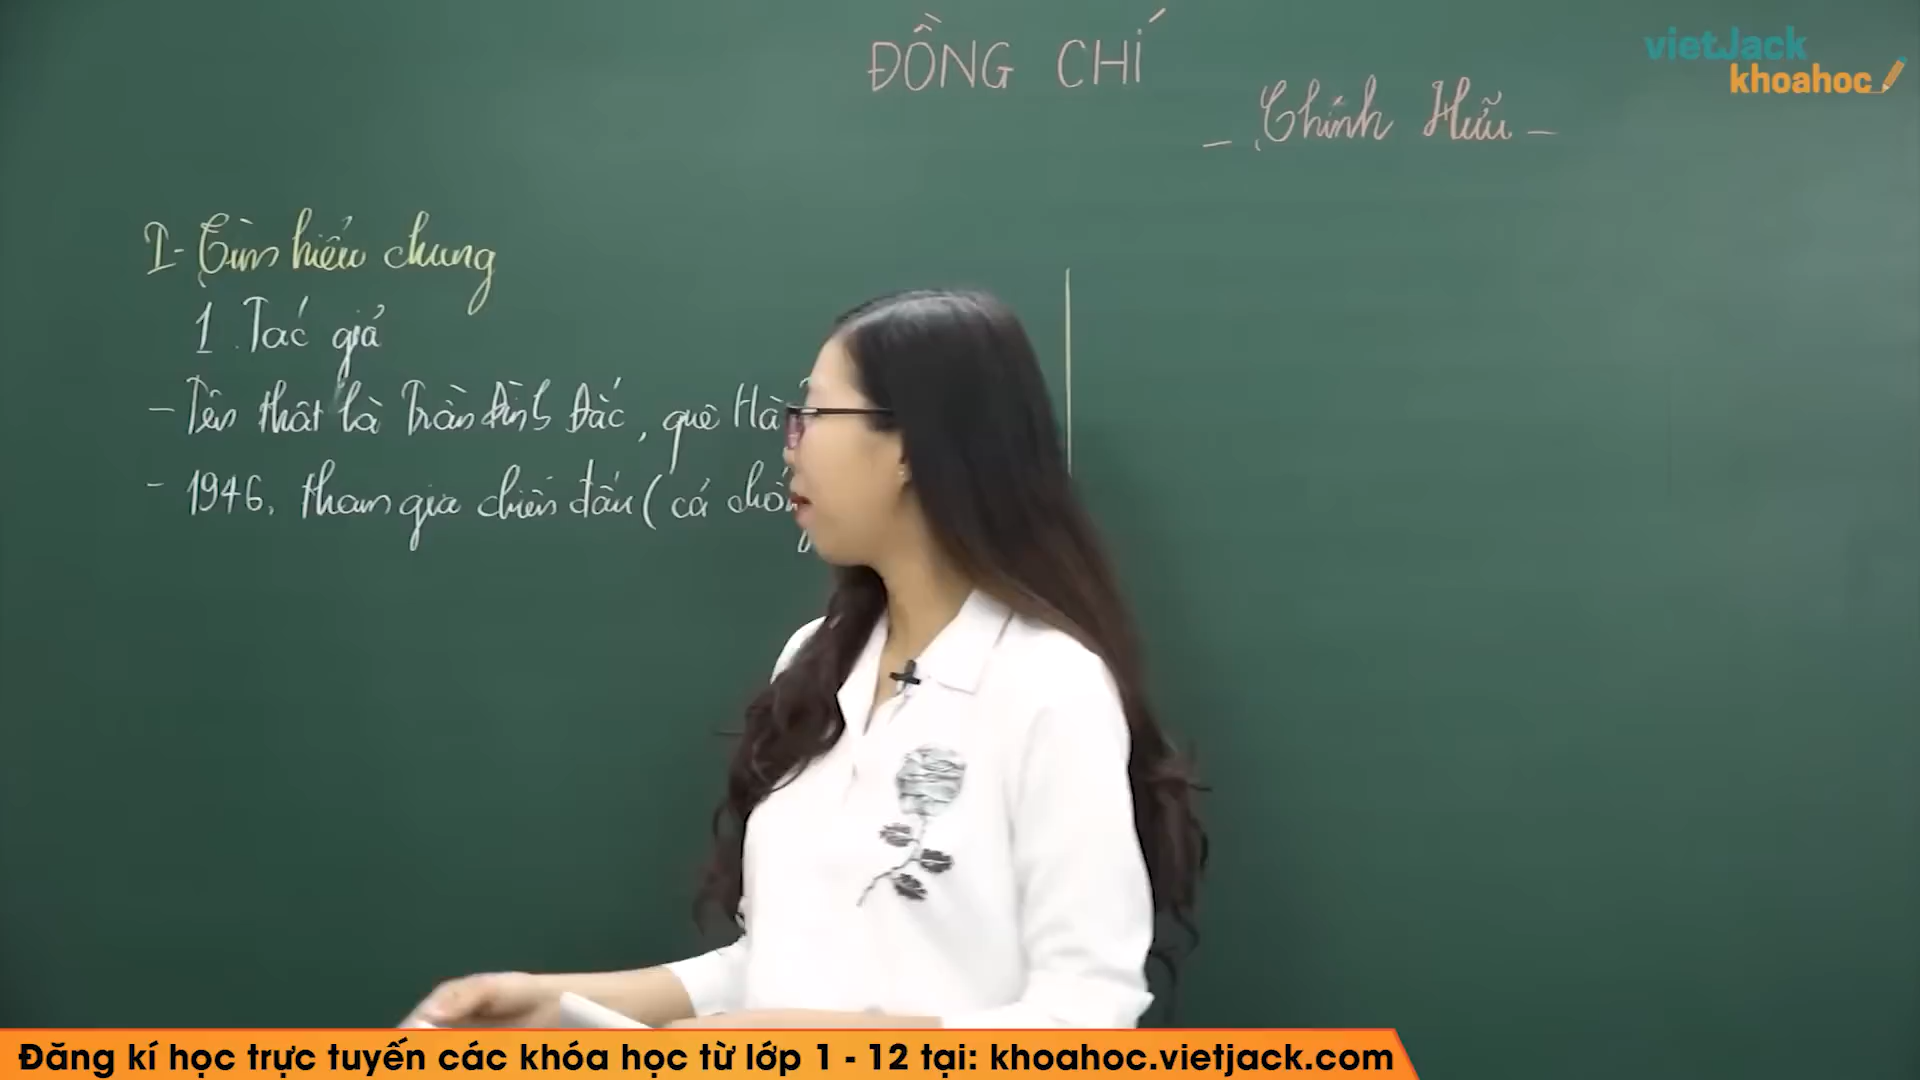 ĐỒNG CHÍ
- Chính Hữu -
vietJack
khoahoc
I- Tìm hiểu chung
1. Tác giả
- Tên thật là Trần Đình Đắc, quê Hà
- 1946, tham gia chiến đấu (cả
Đăng kí học trực tuyến các khóa học từ lớp 1 - 12 tại: khoahoc.vietjack.com